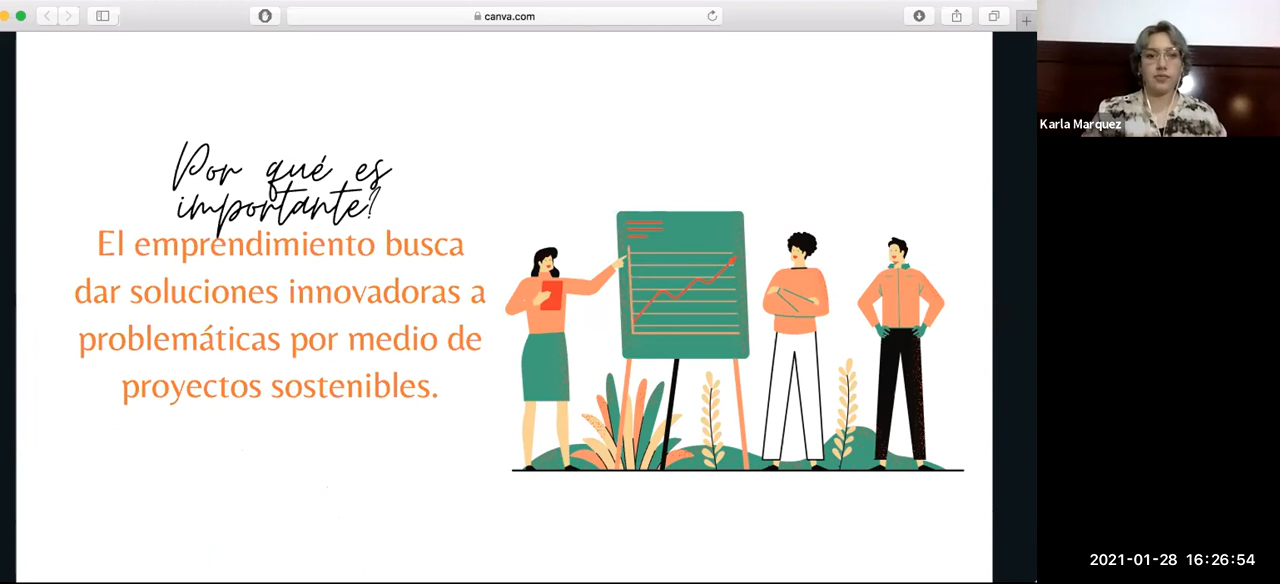 canva.com
Por qué es
importante?
El emprendimiento busca
dar soluciones innovadoras a
problemáticas por medio de
proyectos sostenibles.
Karla Marquez
2021-01-28 16:26:54